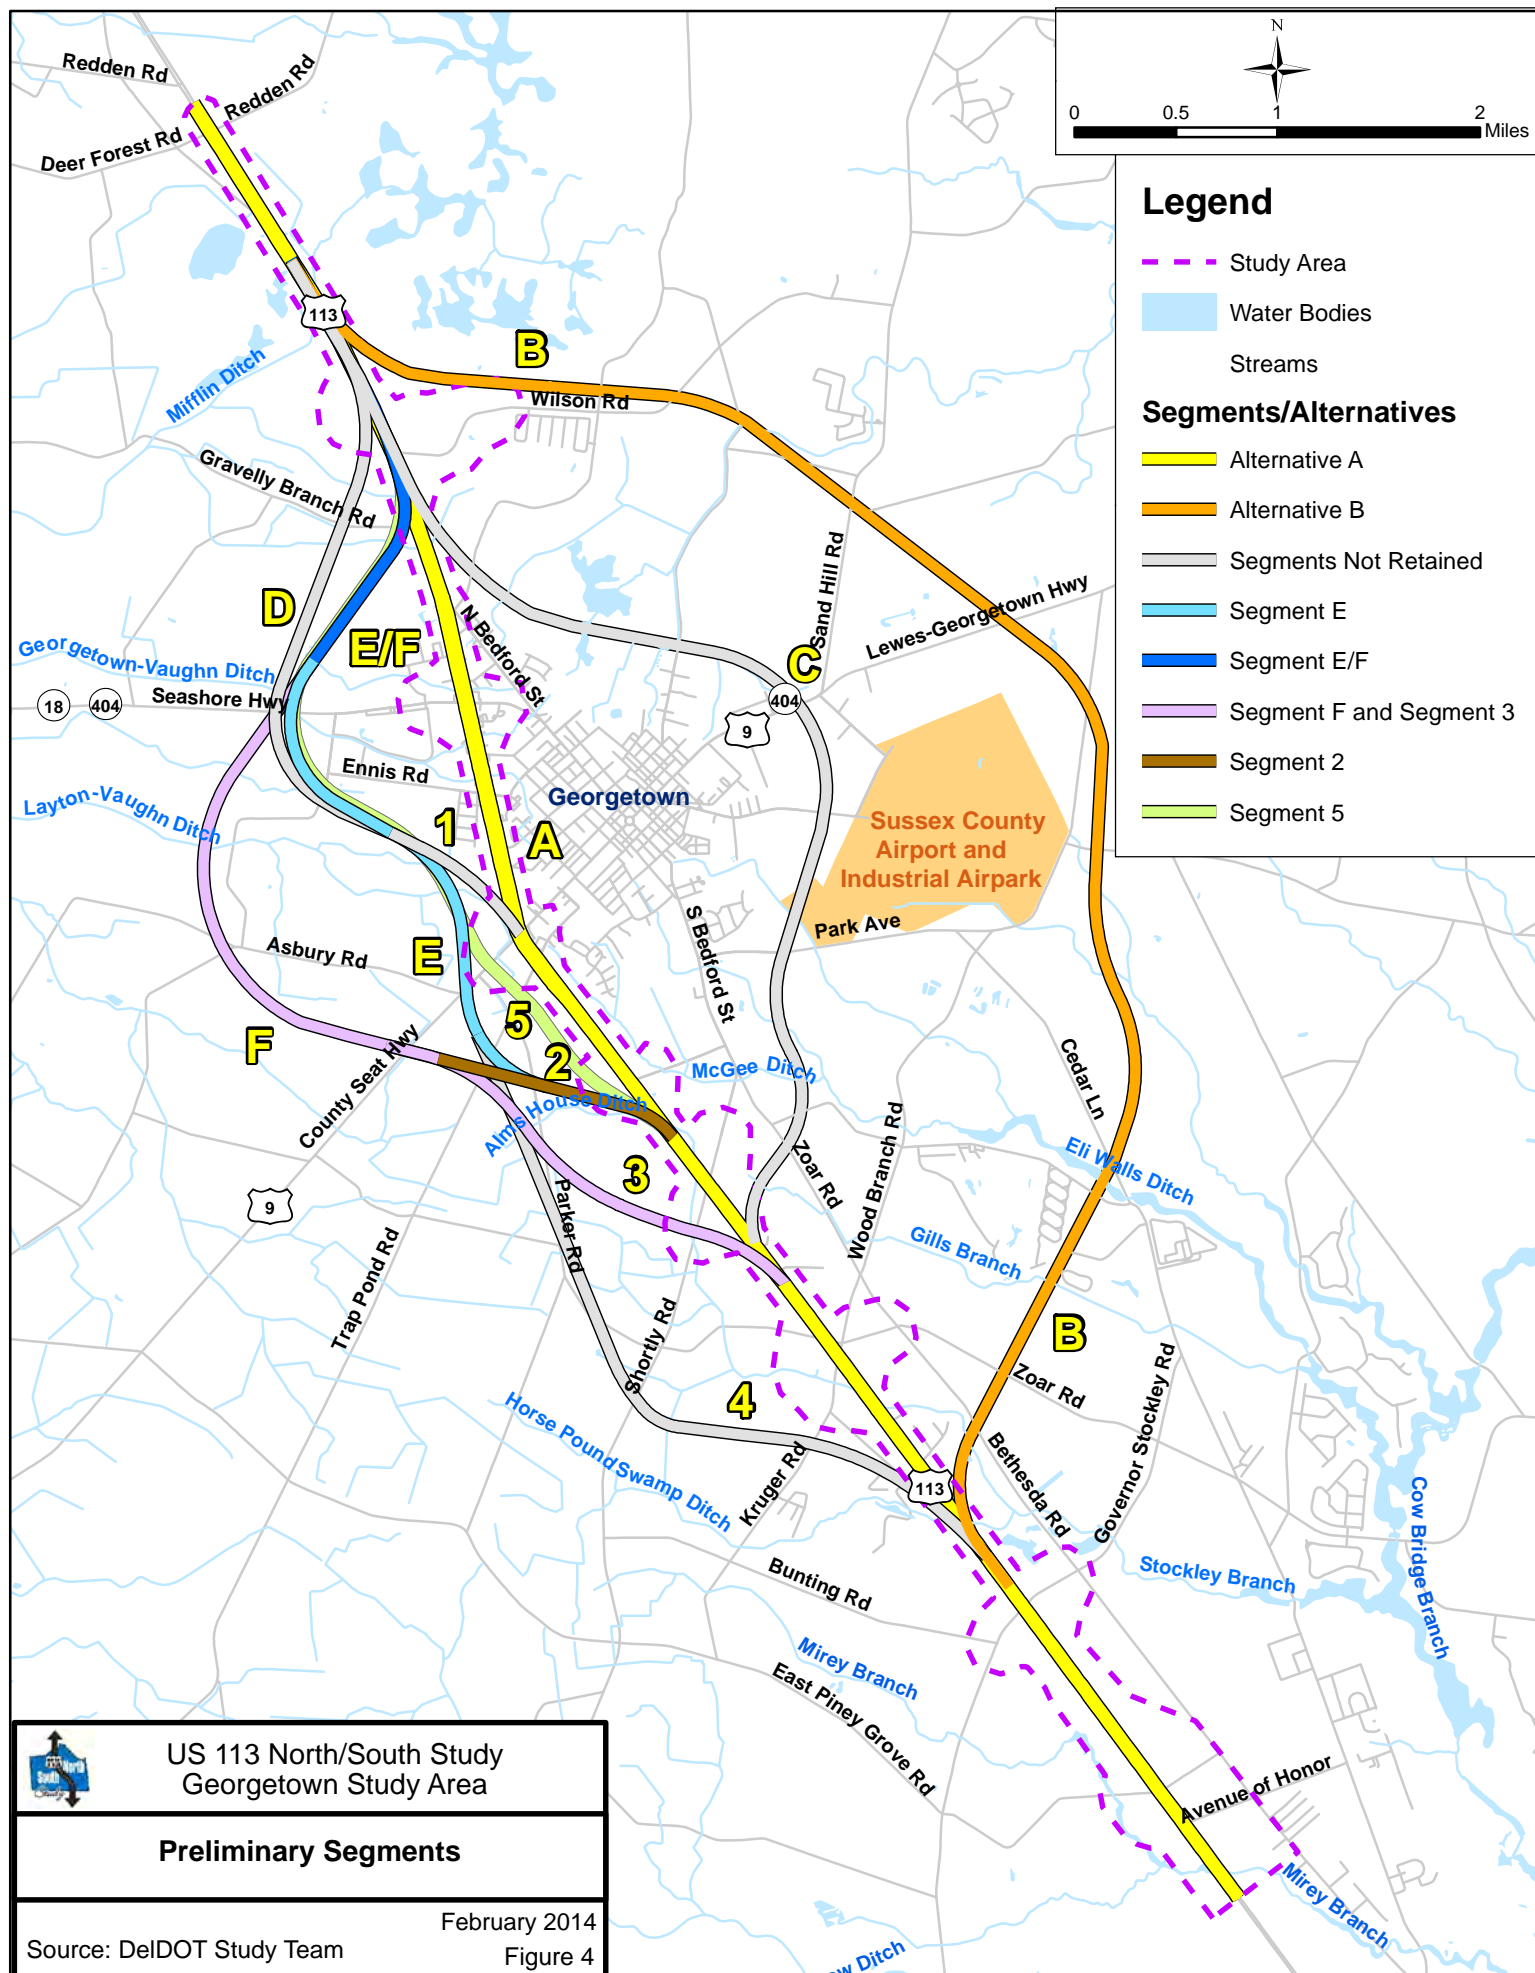 N
0 0.5 1 2
Miles
Legend
Study Area
Water Bodies
Streams
Segments/Alternatives
Alternative A
Alternative B
Segments Not Retained
Segment E
Segment E/F
Segment F and Segment 3
Segment 2
Segment 5
Redden Rd
Redden Rd
Deer Forest Rd
113
Mifflin Ditch
B
Wilson Rd
Gravelly Branch Rd
Sand Hill Rd
Lewes-Georgetown Hwy
D
E/F
N Bedford St
C
Georgetown-Vaughn Ditch
Seashore Hwy
18
404
404
9
Ennis Rd
Georgetown
Layton-Vaughn Ditch
1
A
Sussex County
Airport and
Industrial Airpark
S Bedford St
Park Ave
Asbury Rd
E
5
2
F
County Seat Hwy
McGee Ditch
Cedar Ln
Alms House Ditch
3
Zoar Rd
Wood Branch Rd
Eli Walls Ditch
9
Parker Rd
Trap Pond Rd
Gills Branch
B
Shortly Rd
Zoar Rd
Governor Stockley Rd
4
Horse Pound Swamp Ditch
Kruger Rd
113
Bethesda Rd
Cow Bridge Branch
Bunting Rd
Stockley Branch
Mirey Branch
East Piney Grove Rd
Avenue of Honor
Mirey Branch
w Ditch
US 113 North/South Study
Georgetown Study Area
Preliminary Segments
February 2014
Source: DelDOT Study Team
Figure 4